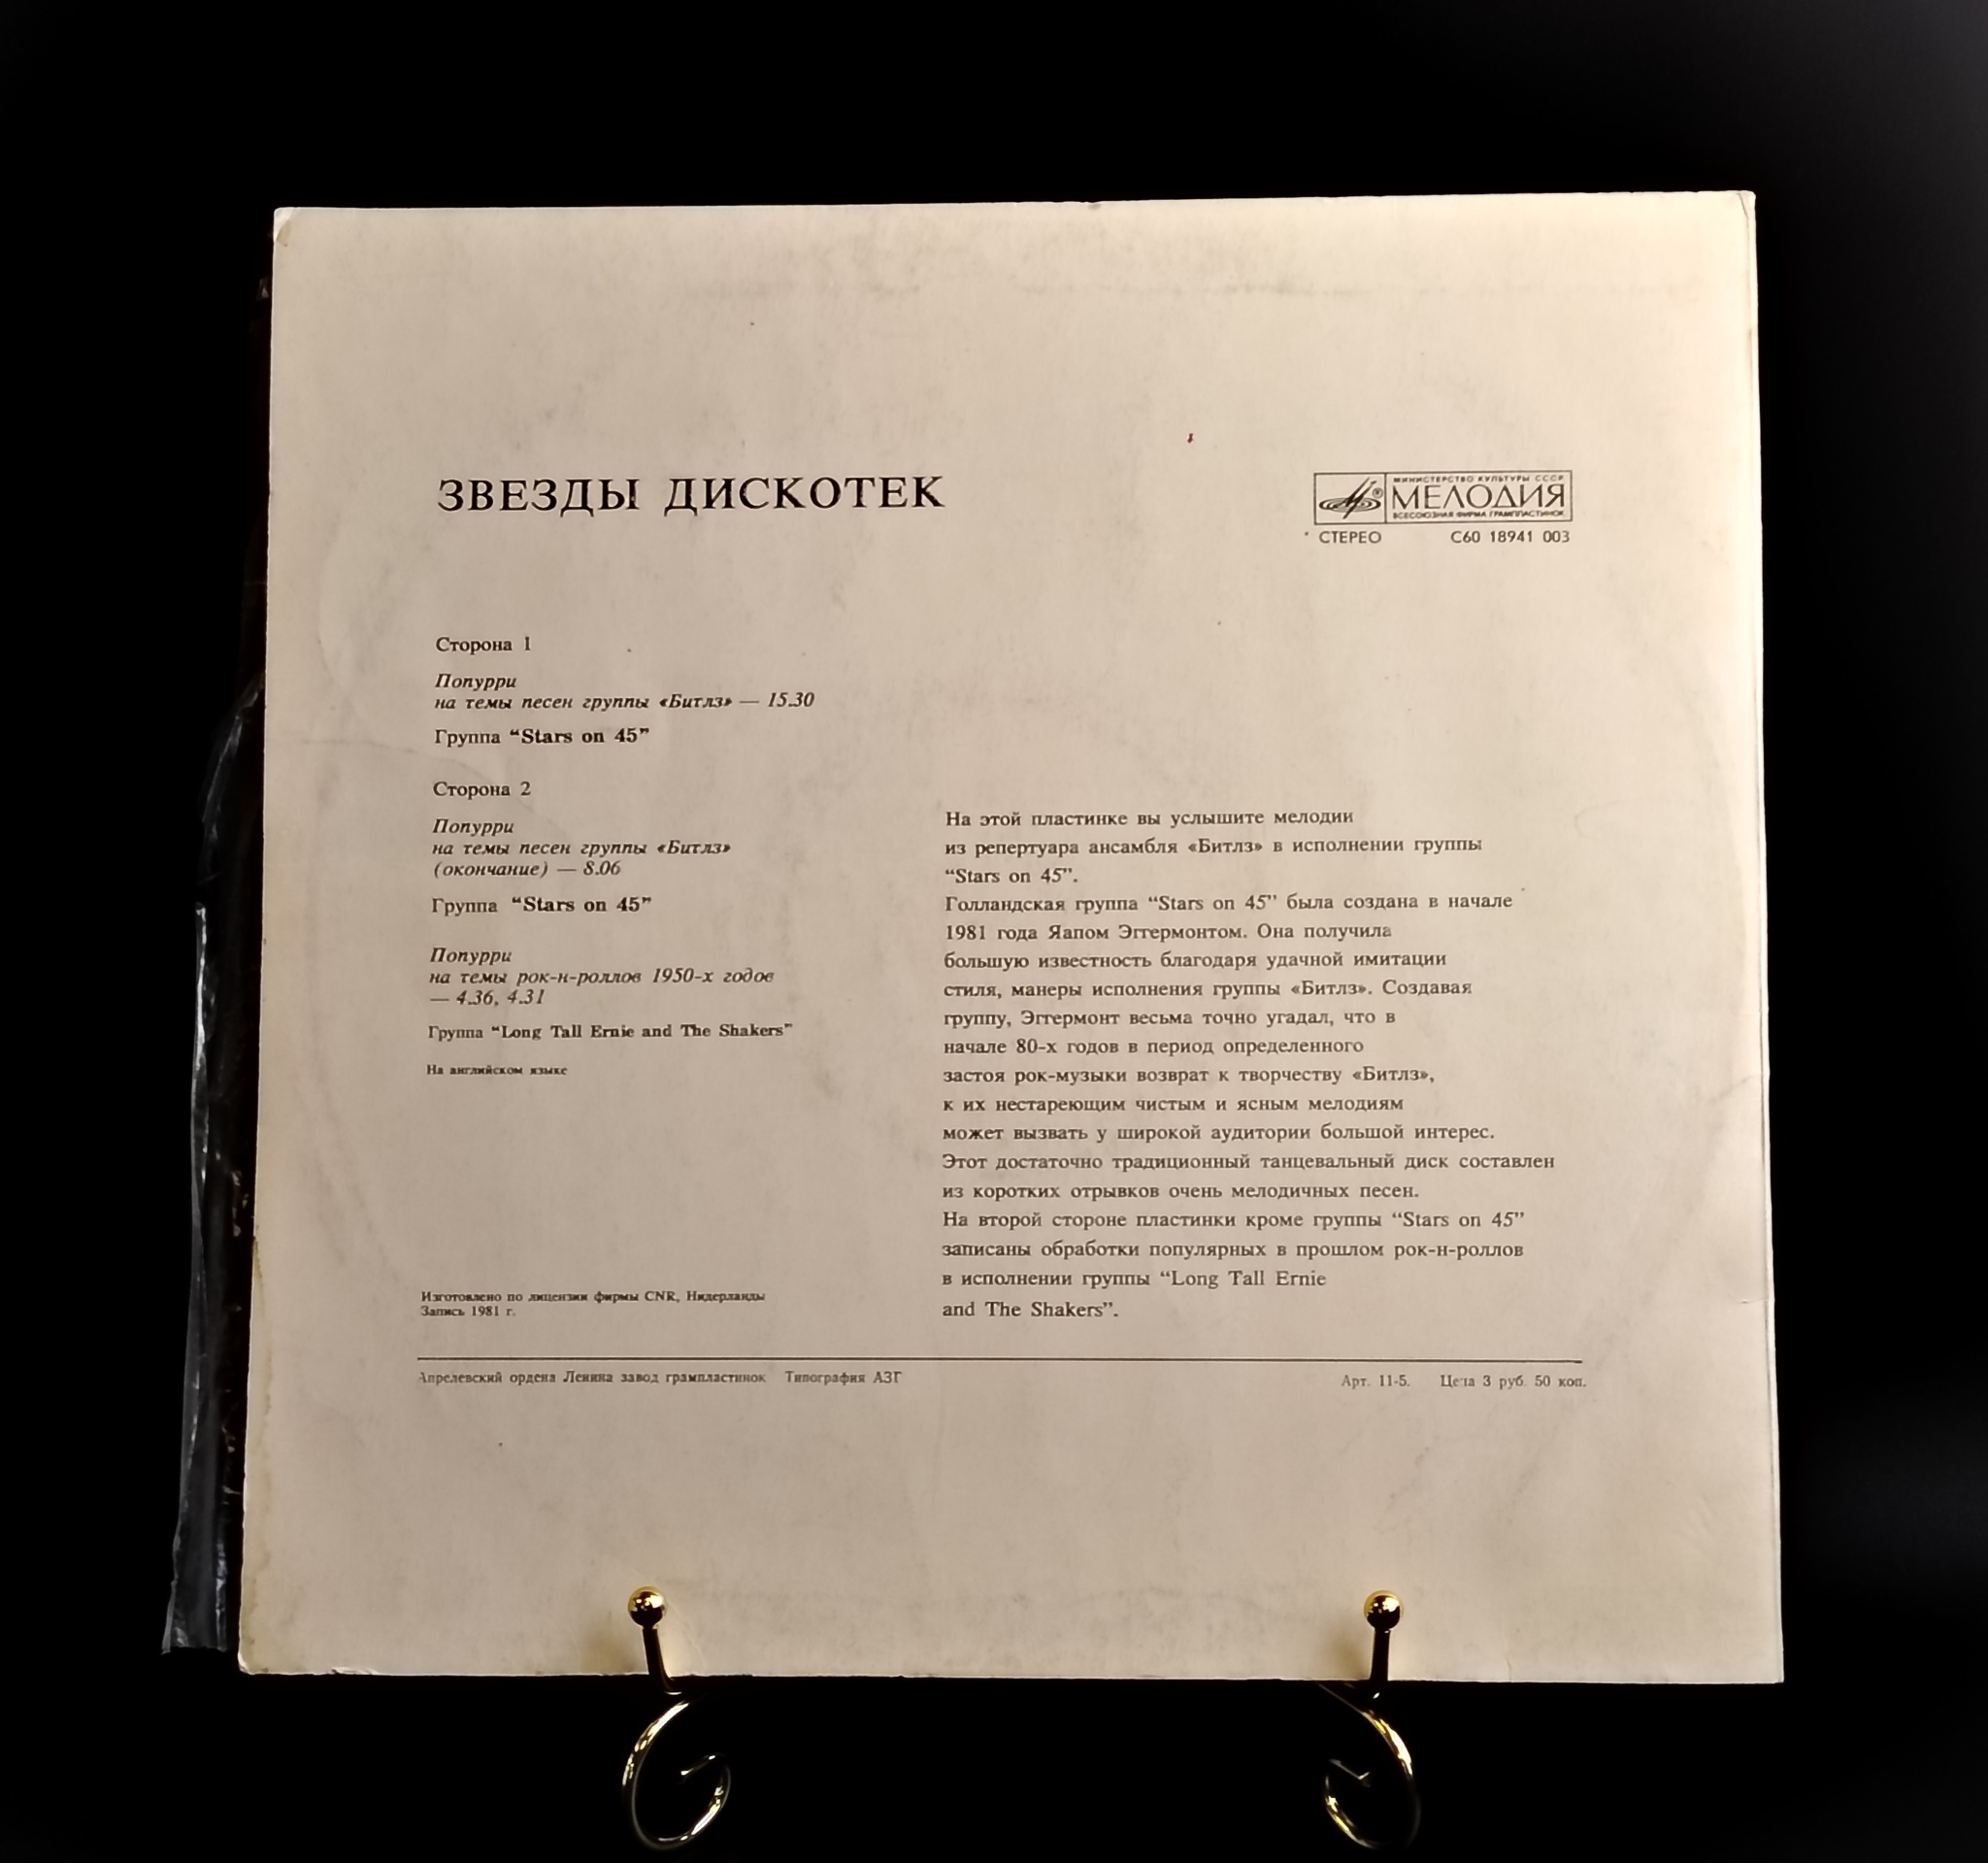 ЗВЕЗДЫ ДИСКОТЕК
МИНИСТЕРСТВО КУЛЬТУРЫ СССР
МЕЛОДИЯ
ВСЕСОЮЗНАЯ ФИРМА ГРАМПЛАСТИНОК
СТЕРЕО С60 18941 003
Сторона 1
Попурри
на темы песен группы «Битлз» — 15.30
Группа “Stars on 45”
Сторона 2
Попурри
на темы песен группы «Битлз»
(окончание) — 8.06
Группа “Stars on 45”
Попурри
на темы рок-н-роллов 1950-х годов
— 4.36, 4.31
Группа “Long Tall Ernie and The Shakers”
На английском языке
На этой пластинке вы услышите мелодии
из репертуара ансамбля «Битлз» в исполнении группы
“Stars on 45”.
Голландская группа “Stars on 45” была создана в начале
1981 года Яапом Эггермонтом. Она получила
большую известность благодаря удачной имитации
стиля, манеры исполнения группы «Битлз». Создавая
группу, Эггермонт весьма точно угадал, что в
начале 80-х годов в период определенного
застоя рок-музыки возврат к творчеству «Битлз»,
к их нестареющим чистым и ясным мелодиям
может вызвать у широкой аудитории большой интерес.
Этот достаточно традиционный танцевальный диск составлен
из коротких отрывков очень мелодичных песен.
На второй стороне пластинки кроме группы “Stars on 45”
записаны обработки популярных в прошлом рок-н-роллов
в исполнении группы “Long Tall Ernie
and The Shakers”.
Изготовлено по лицензии фирмы CNR, Нидерланды
Запись 1981 г.
Апрелевский ордена Ленина завод грампластинок Типография АЗГ
Арт. 11-5. Цена 3 руб. 50 коп.